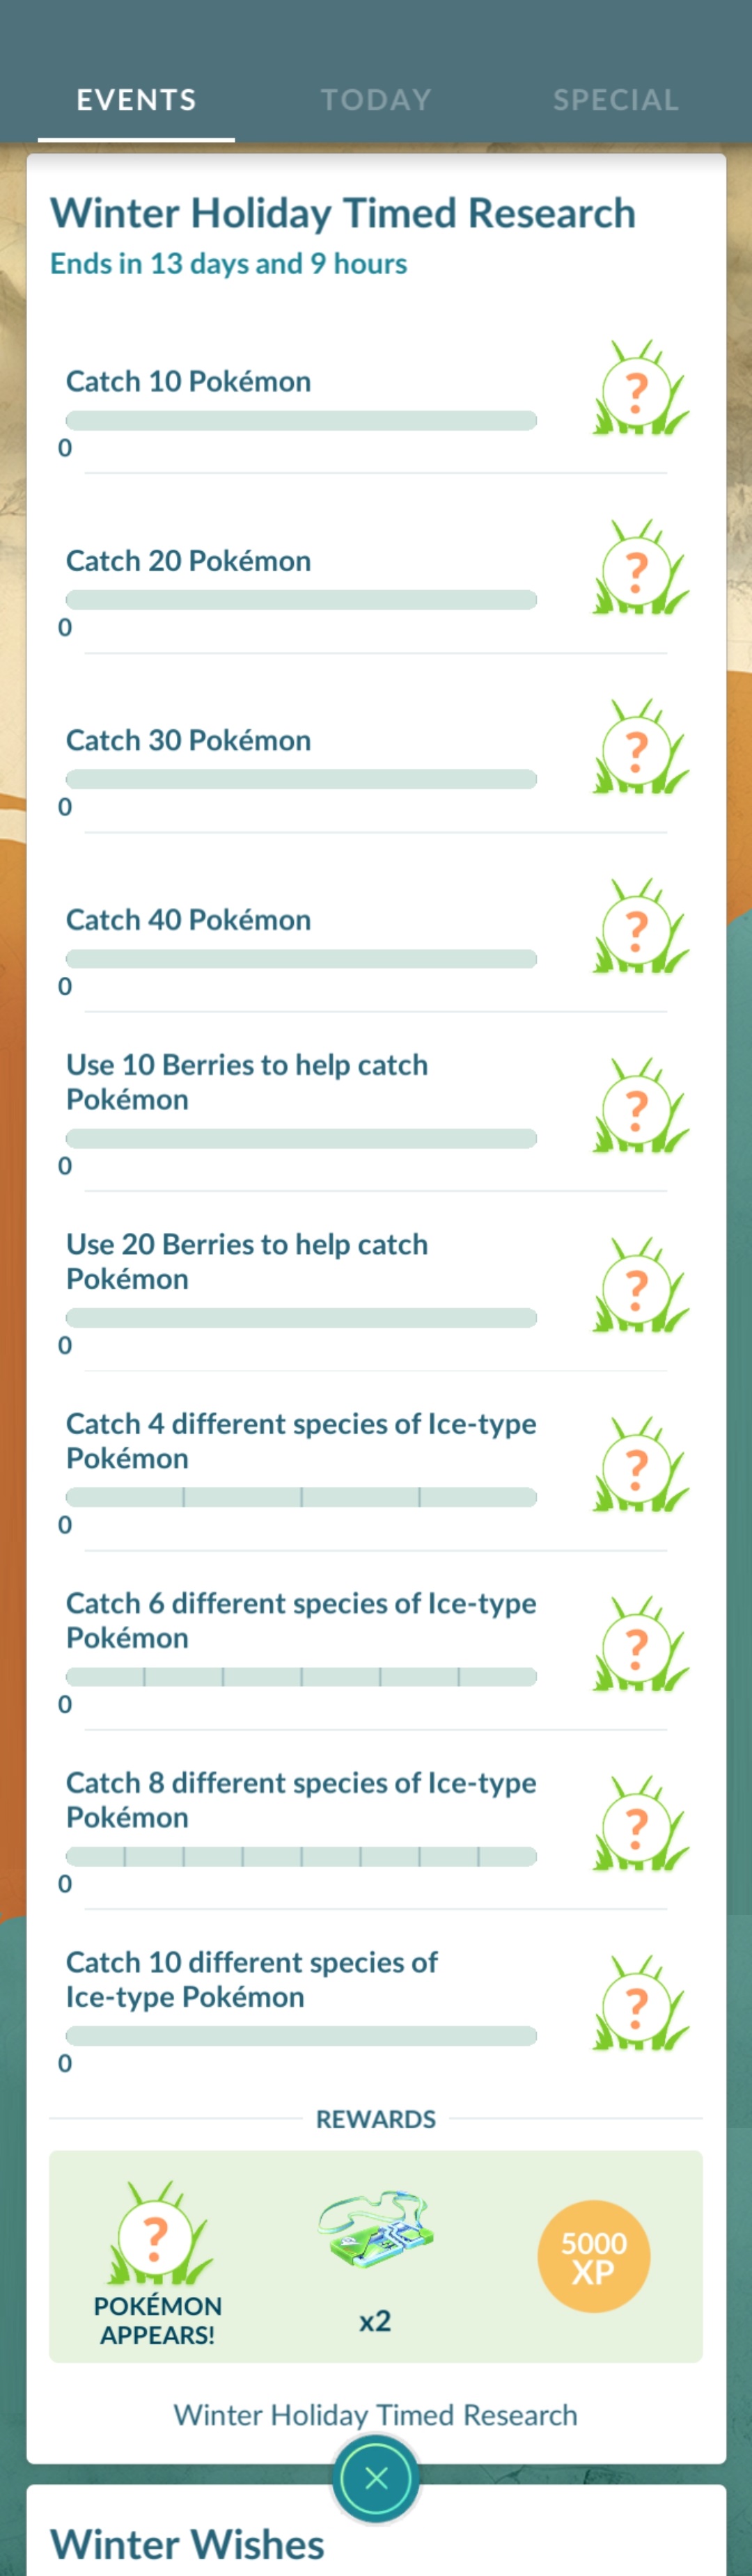 EVENTS
TODAY
SPECIAL
Winter Holiday Timed Research
Ends in 13 days and 9 hours
Catch 10 Pokémon
?
0
Catch 20 Pokémon
?
0
Catch 30 Pokémon
?
0
Catch 40 Pokémon
?
0
Use 10 Berries to help catch
Pokémon
?
0
Use 20 Berries to help catch
Pokémon
?
0
Catch 4 different species of Ice-type
Pokémon
?
0
Catch 6 different species of Ice-type
Pokémon
?
0
Catch 8 different species of Ice-type
Pokémon
?
0
Catch 10 different species of
Ice-type Pokémon
?
0
REWARDS
?
POKÉMON
APPEARS!
x2
5000
XP
Winter Holiday Timed Research
Winter Wishes